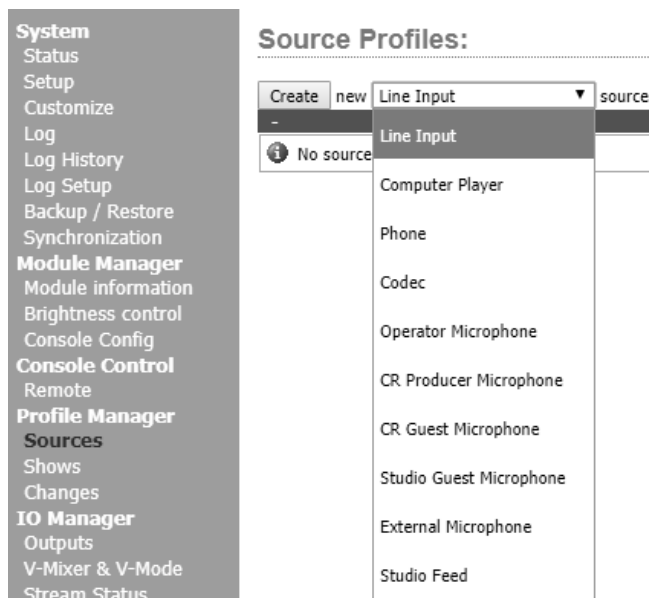 System
Status
Setup
Customize
Log
Log History
Log Setup
Backup / Restore
Synchronization
Module Manager
Module information
Brightness control
Console Config
Console Control
Remote
Profile Manager
Sources
Shows
Changes
IO Manager
Outputs
V-Mixer & V-Mode
Stream Status
Source Profiles:
Create new Line Input ▼ sources
-
No source
Line Input
Computer Player
Phone
Codec
Operator Microphone
CR Producer Microphone
CR Guest Microphone
Studio Guest Microphone
External Microphone
Studio Feed